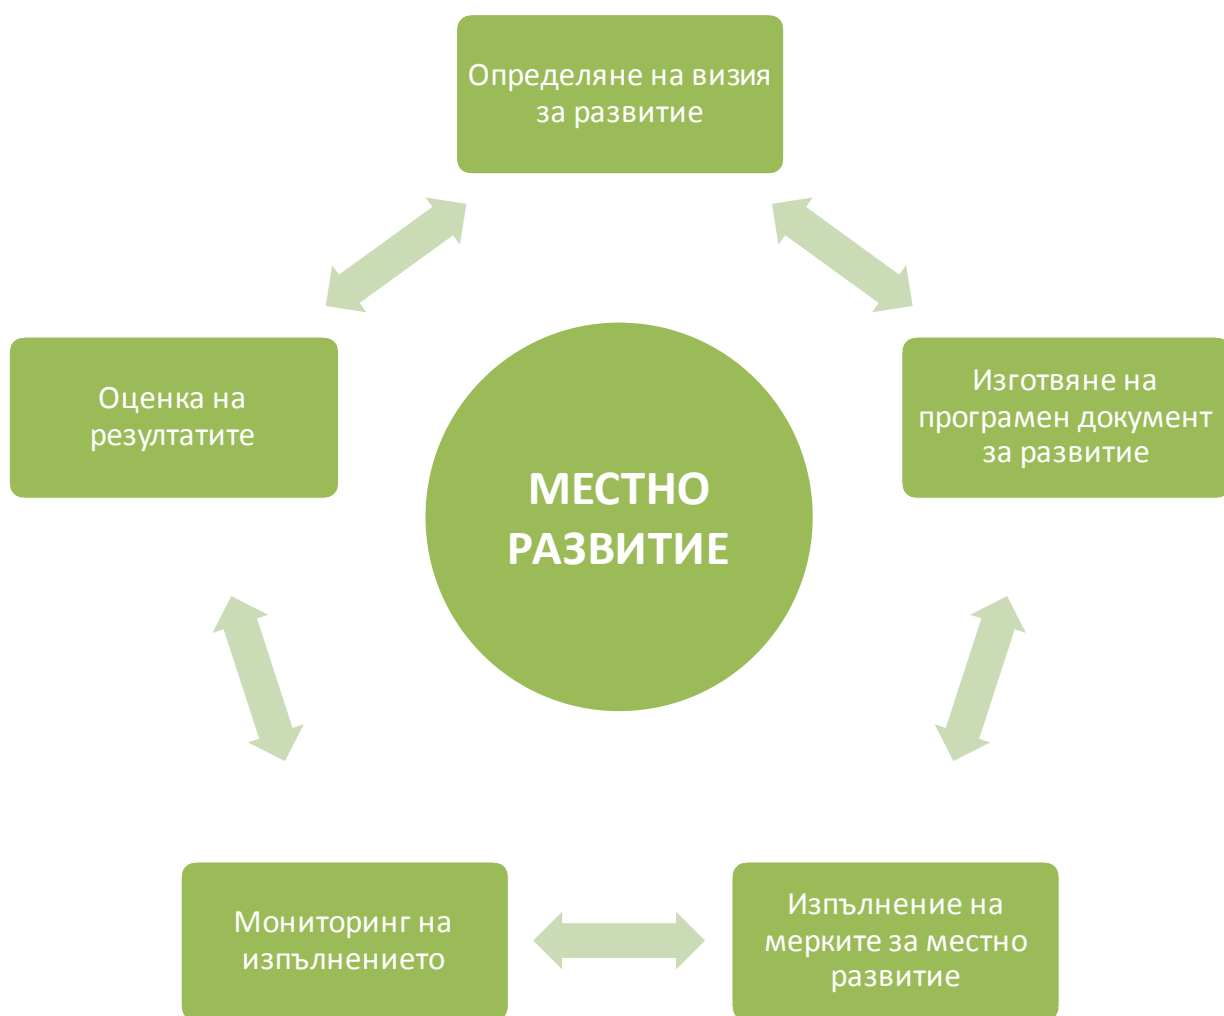 Определяне на визия
за развитие
Оценка на
резултатите
Изготвяне на
програмен документ
за развитие
МЕСТНО
РАЗВИТИЕ
Мониторинг на
изпълнението
Изпълнение на
мерките за местно
развитие